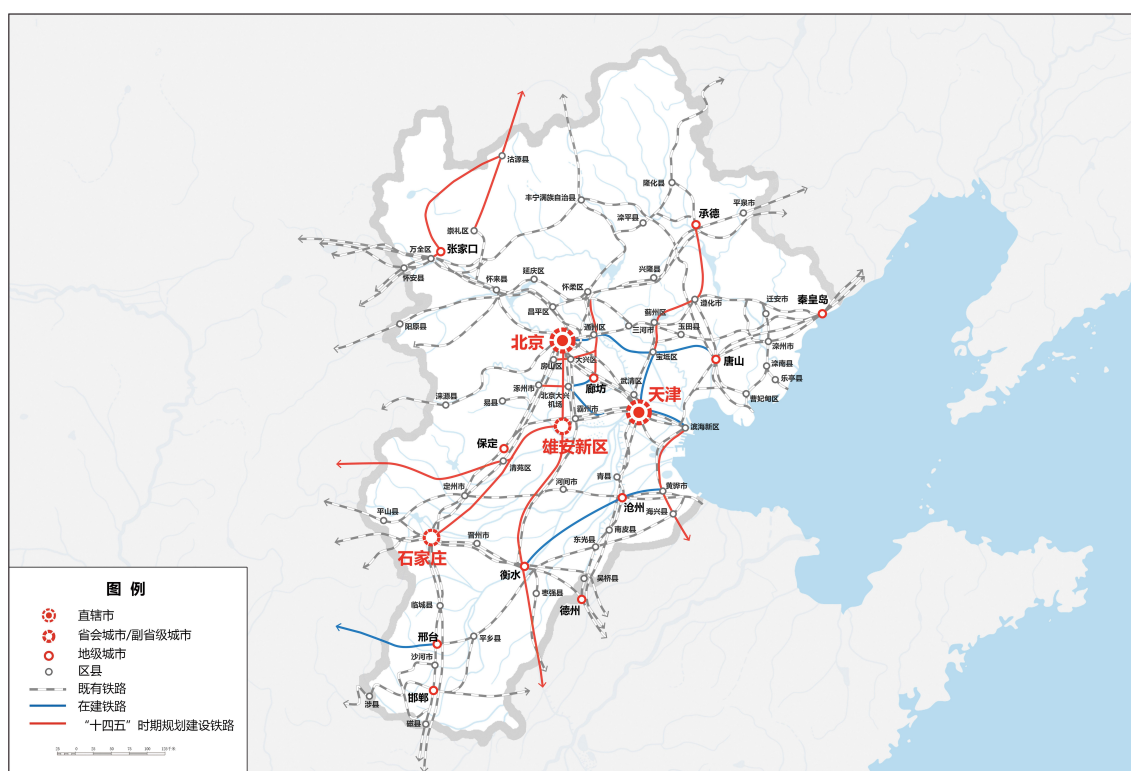 沽源县
隆化县
丰宁满族自治县
平泉市
承德
滦平县
崇礼区
万全区
张家口
怀安县
延庆区
兴隆县
怀来县
怀柔区
遵化市
迁安市
秦皇岛
昌平区
蓟州区
阳原县
通州区
三河市
玉田县
北京
滦州市
宝坻区
大兴区
房山区
唐山
滦南县
武清区
乐亭县
涿州市
廊坊
涞源县
易县
北京大兴
机场
天津
曹妃甸区
霸州市
滨海新区
保定
雄安新区
清苑区
青县
河间市
定州市
黄骅市
沧州
平山县
海兴县
南皮县
晋州市
东光县
石家庄
衡水
吴桥县
枣强县
德州
临城县
邢台
平乡县
沙河市
邯郸
涉县
磁县
图 例
直辖市
省会城市/副省级城市
地级城市
区县
既有铁路
在建铁路
“十四五”时期规划建设铁路